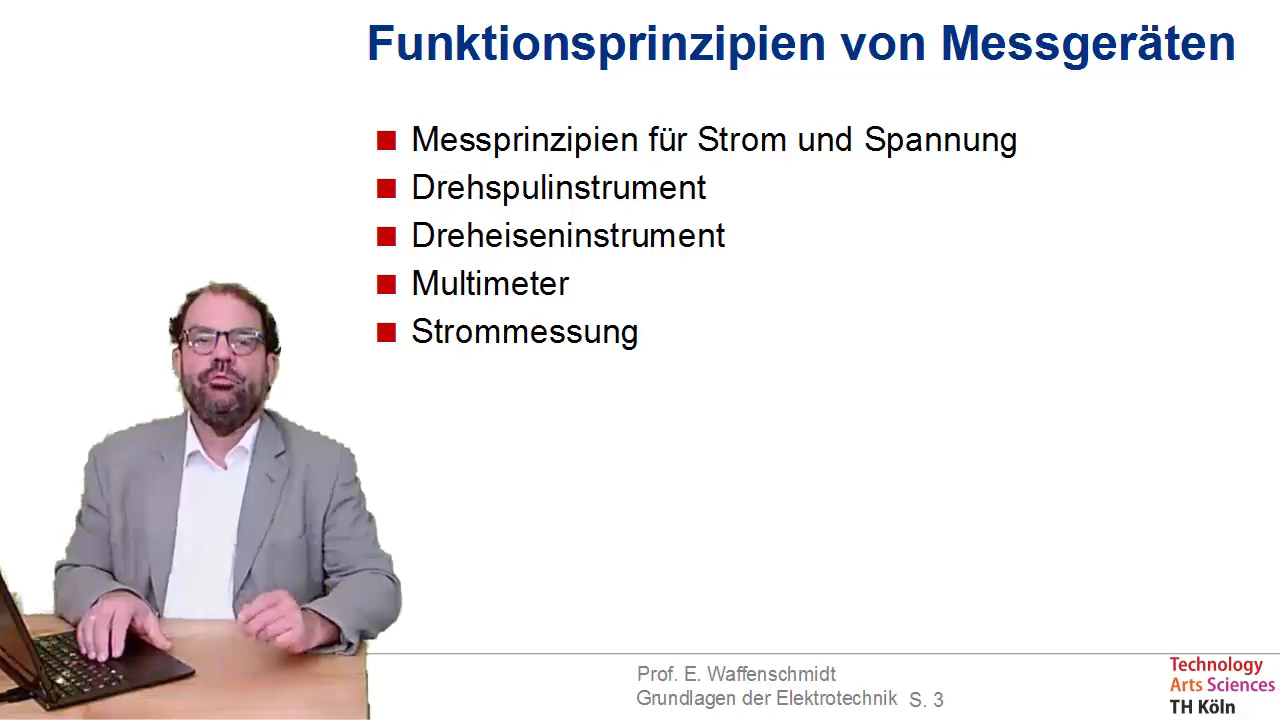 Funktionsprinzipien von Messgeräten
Messprinzipien für Strom und Spannung
Drehspulinstrument
Dreheiseninstrument
Multimeter
Strommessung
Prof. E. Waffenschmidt
Grundlagen der Elektrotechnik S. 3
Technology
Arts Sciences
TH Köln